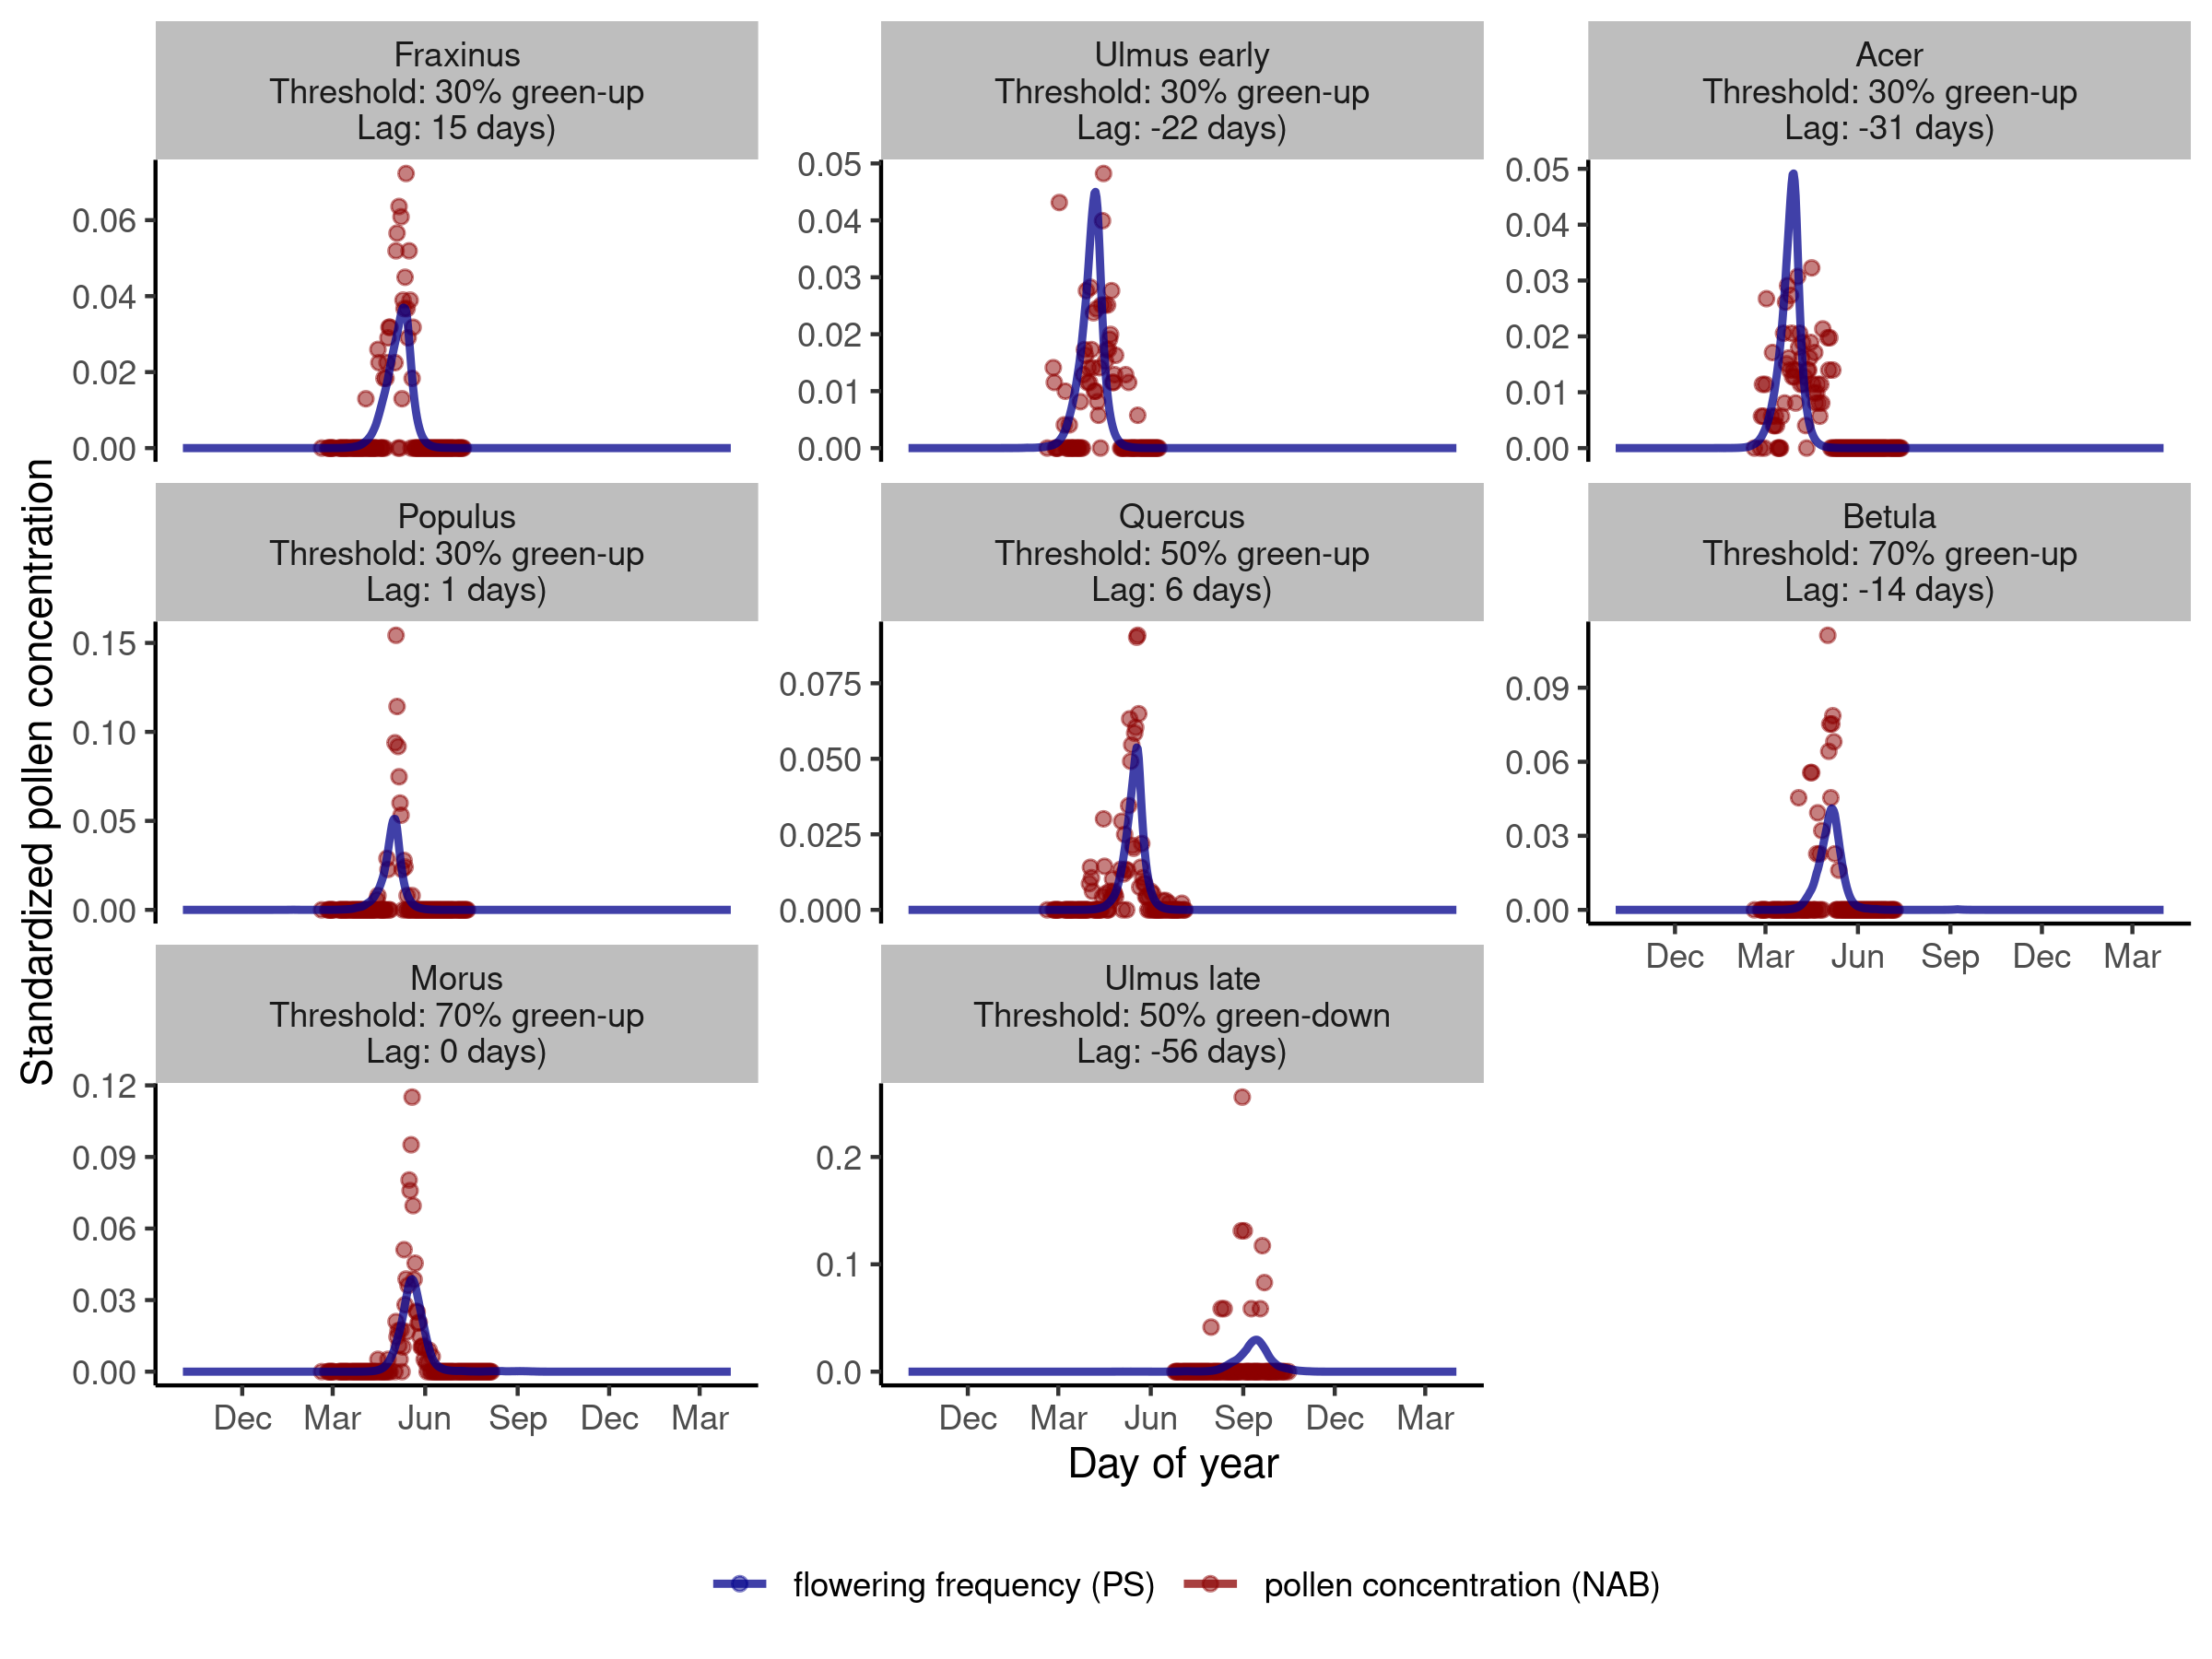 Fraxinus
Threshold: 30% green-up
Lag: 15 days)
Ulmus early
Threshold: 30% green-up
Lag: -22 days)
Acer
Threshold: 30% green-up
Lag: -31 days)
0.06
0.04
0.02
0.00
0.05
0.04
0.03
0.02
0.01
0.00
0.05
0.04
0.03
0.02
0.01
0.00
Populus
Threshold: 30% green-up
Lag: 1 days)
Quercus
Threshold: 50% green-up
Lag: 6 days)
Betula
Threshold: 70% green-up
Lag: -14 days)
0.15
0.10
0.05
0.00
0.075
0.050
0.025
0.000
0.09
0.06
0.03
0.00
Dec Mar Jun Sep Dec Mar
Morus
Threshold: 70% green-up
Lag: 0 days)
Ulmus late
Threshold: 50% green-down
Lag: -56 days)
0.12
0.09
0.06
0.03
0.00
0.2
0.1
0.0
Dec Mar Jun Sep Dec Mar
Dec Mar Jun Sep Dec Mar
Standardized pollen concentration
Day of year
flowering frequency (PS)
pollen concentration (NAB)